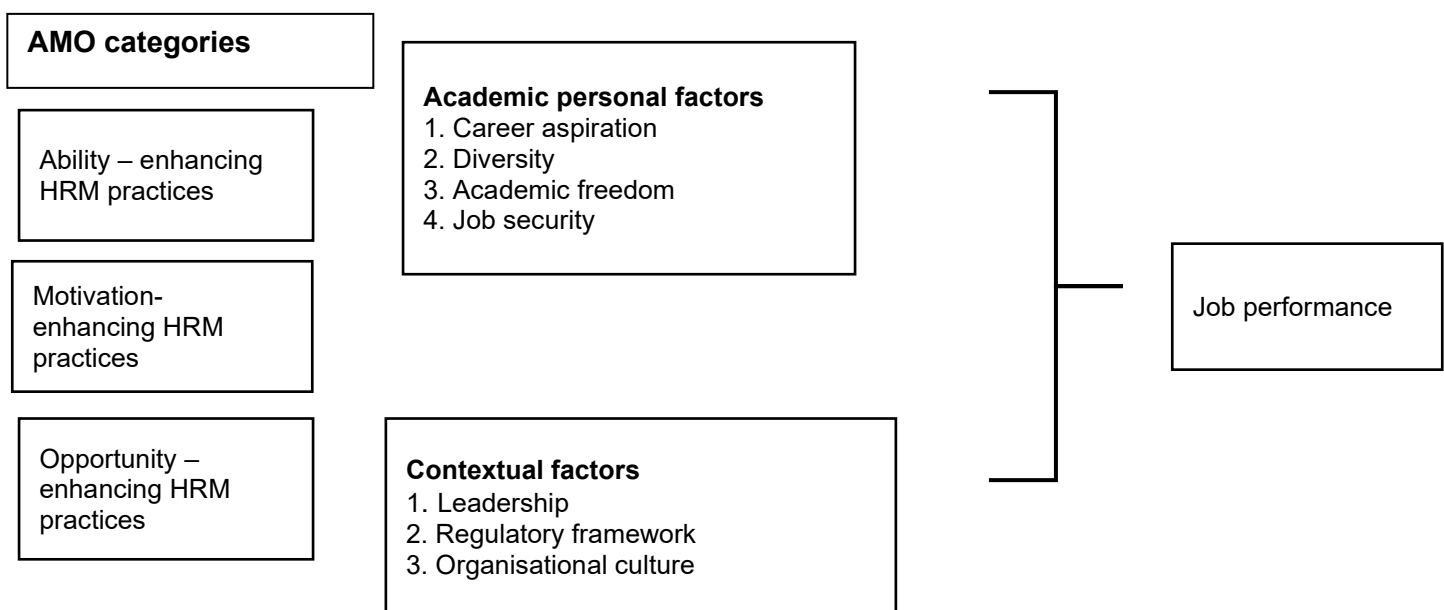 AMO categories
Ability – enhancing
HRM practices
Motivation-
enhancing HRM
practices
Opportunity –
enhancing HRM
practices
Academic personal factors
1. Career aspiration
2. Diversity
3. Academic freedom
4. Job security
Contextual factors
1. Leadership
2. Regulatory framework
3. Organisational culture
Job performance